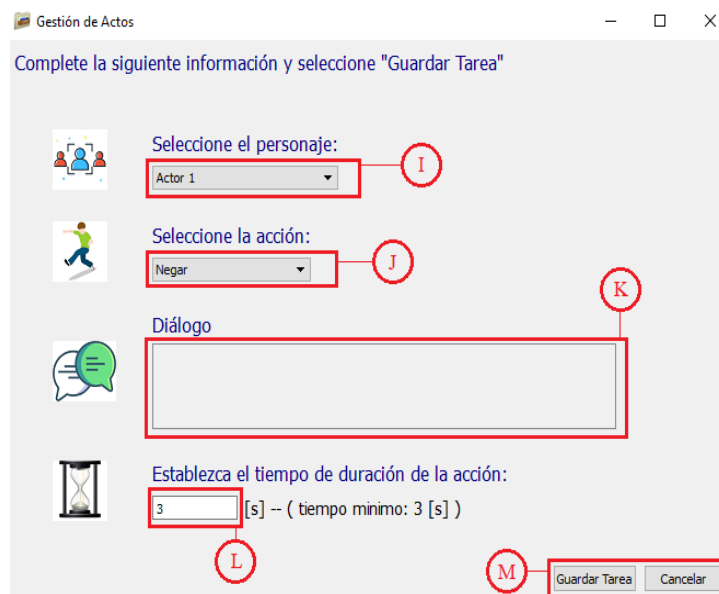 Gestión de Actos
Complete la siguiente información y seleccione "Guardar Tarea"
Seleccione el personaje:
Actor 1
I
Seleccione la acción:
Negar
J
K
Diálogo
Establezca el tiempo de duración de la acción:
3 [s] -- ( tiempo minimo: 3 [s] )
L
M
Guardar Tarea Cancelar